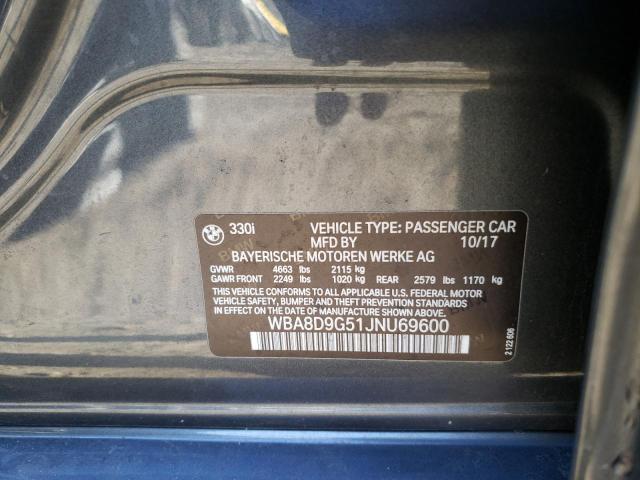 330i VEHICLE TYPE: PASSENGER CAR
MFD BY 10/17
BAYERISCHE MOTOREN WERKE AG
GVWR 4663 lbs 2115 kg
GAWR FRONT 2249 lbs 1020 kg REAR 2579 lbs 1170 kg
THIS VEHICLE CONFORMS TO ALL APPLICABLE U.S. FEDERAL MOTOR
VEHICLE SAFETY, BUMPER AND THEFT PREVENTION STANDARDS IN
EFFECT ON THE DATE OF MANUFACTURE SHOWN ABOVE.
WBA8D9G51JNU69600
2 122 606